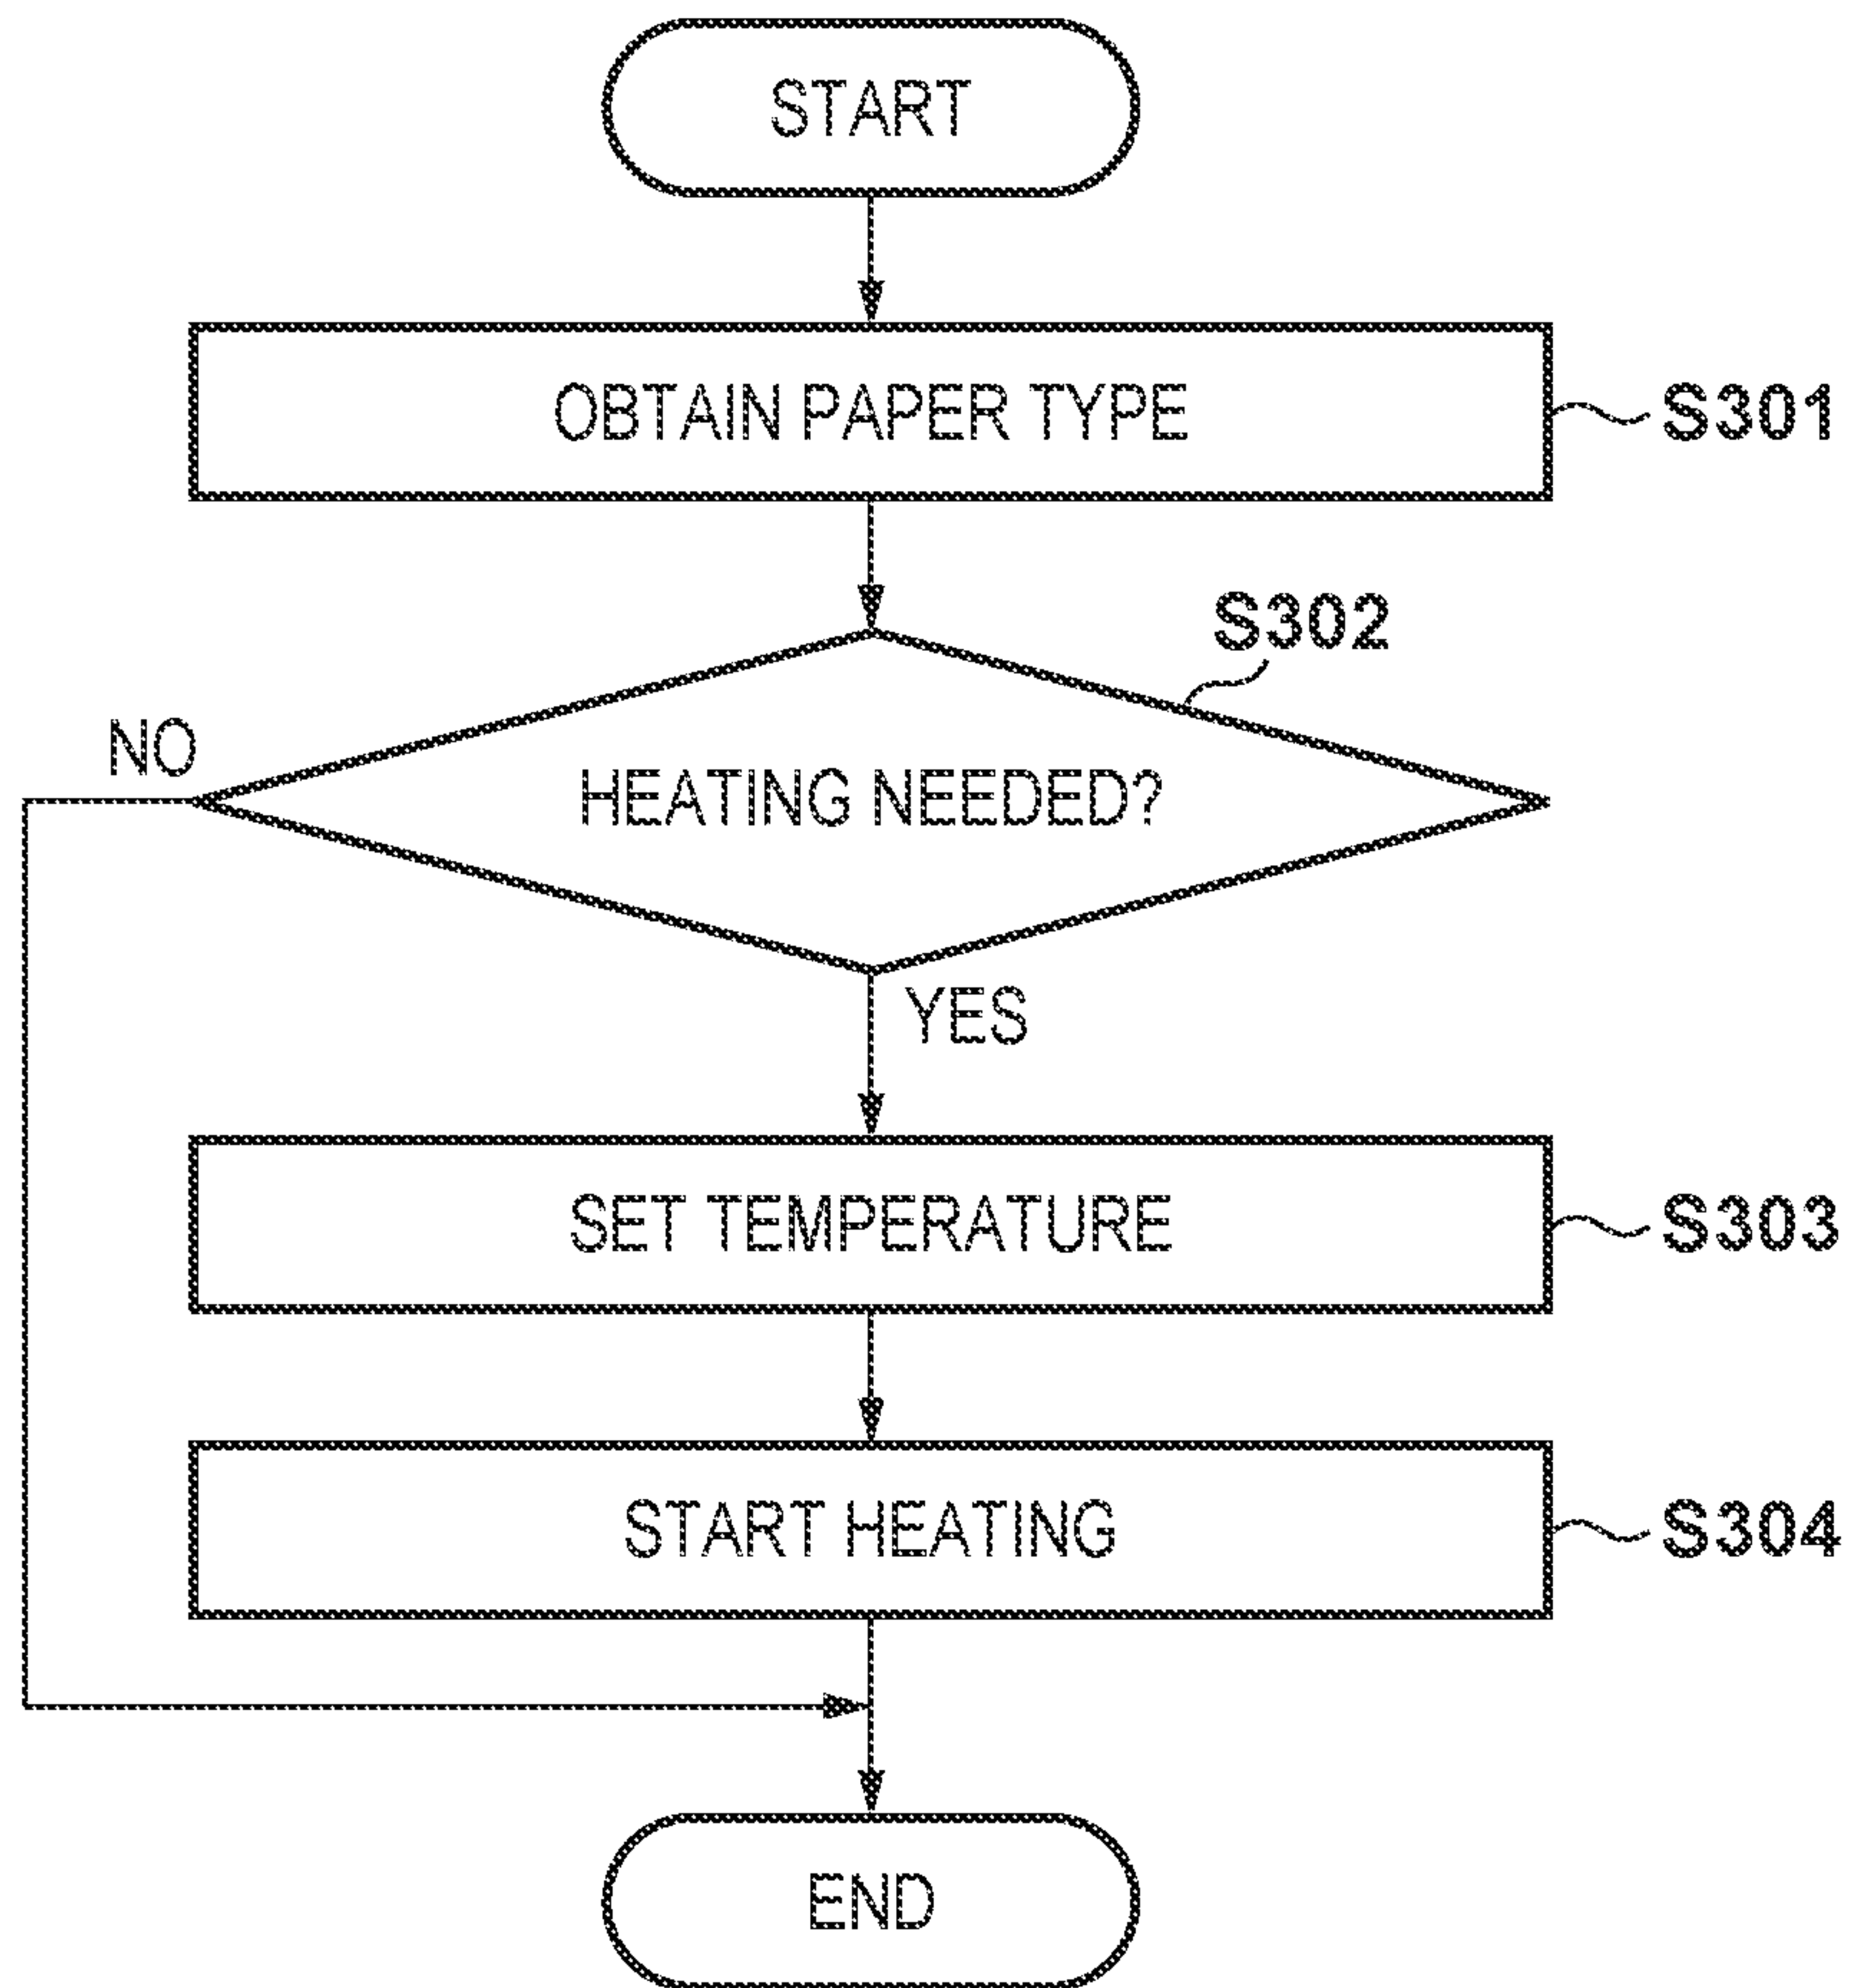 START
OBTAIN PAPER TYPE
S301
S302
NO
HEATING NEEDED?
YES
SET TEMPERATURE
S303
START HEATING
S304
END